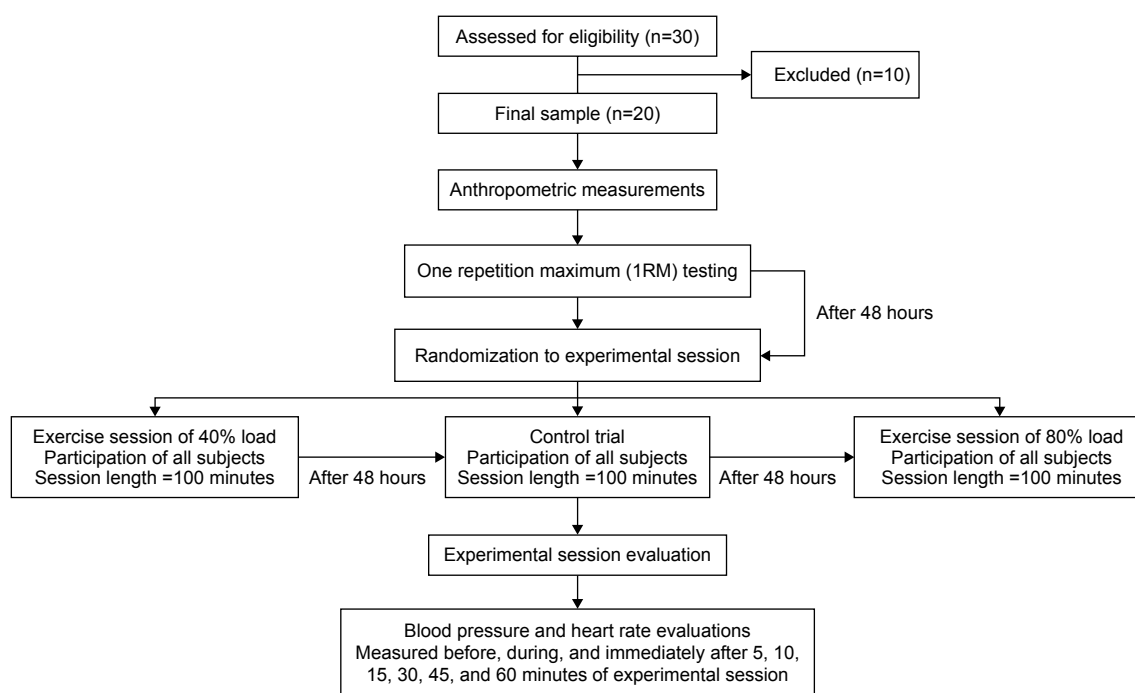 Assessed for eligibility (n=30)
Excluded (n=10)
Final sample (n=20)
Anthropometric measurements
One repetition maximum (1RM) testing
After 48 hours
Randomization to experimental session
Exercise session of 40% load
Participation of all subjects
Session length =100 minutes
After 48 hours
Control trial
Participation of all subjects
Session length =100 minutes
After 48 hours
Exercise session of 80% load
Participation of all subjects
Session length =100 minutes
Experimental session evaluation
Blood pressure and heart rate evaluations
Measured before, during, and immediately after 5, 10,
15, 30, 45, and 60 minutes of experimental session